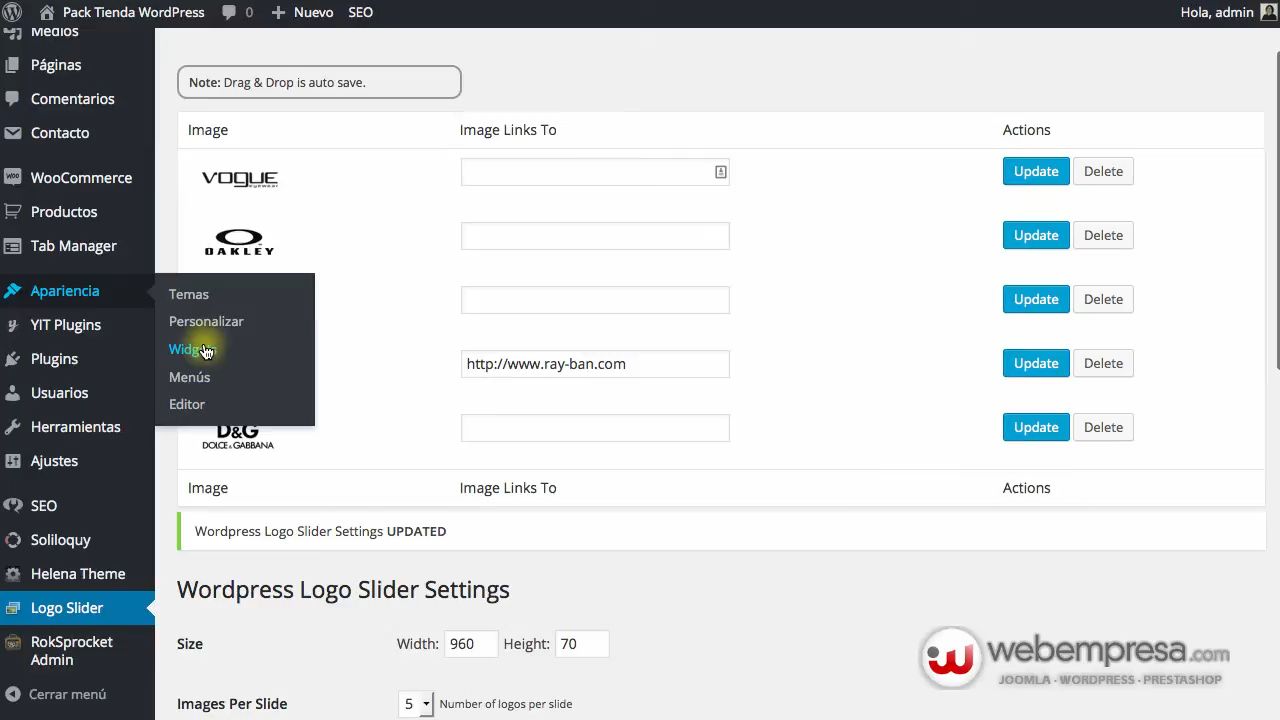 Pack Tienda WordPress 0 + Nuevo SEO Hola, admin
Medios
Páginas
Comentarios
Contacto
WooCommerce
Productos
Tab Manager
Apariencia
YIT Plugins
Plugins
Usuarios
Herramientas
Ajustes
SEO
Soliloquy
Helena Theme
Logo Slider
RokSprocket
Admin
Cerrar menú
Temas
Personalizar
Menús
Editor
Note: Drag & Drop is auto save.
Image Image Links To Actions
VOGUE
eyewear
Update Delete
OAKLEY
Update Delete
Update Delete
http://www.ray-ban.com Update Delete
D&G
DOLCE & GABBANA
Update Delete
Image Image Links To Actions
Wordpress Logo Slider Settings UPDATED
Wordpress Logo Slider Settings
Size Width: 960 Height: 70
Images Per Slide 5 Number of logos per slide
webempresa.com
JOOMLA - WORDPRESS - PRESTASHOP